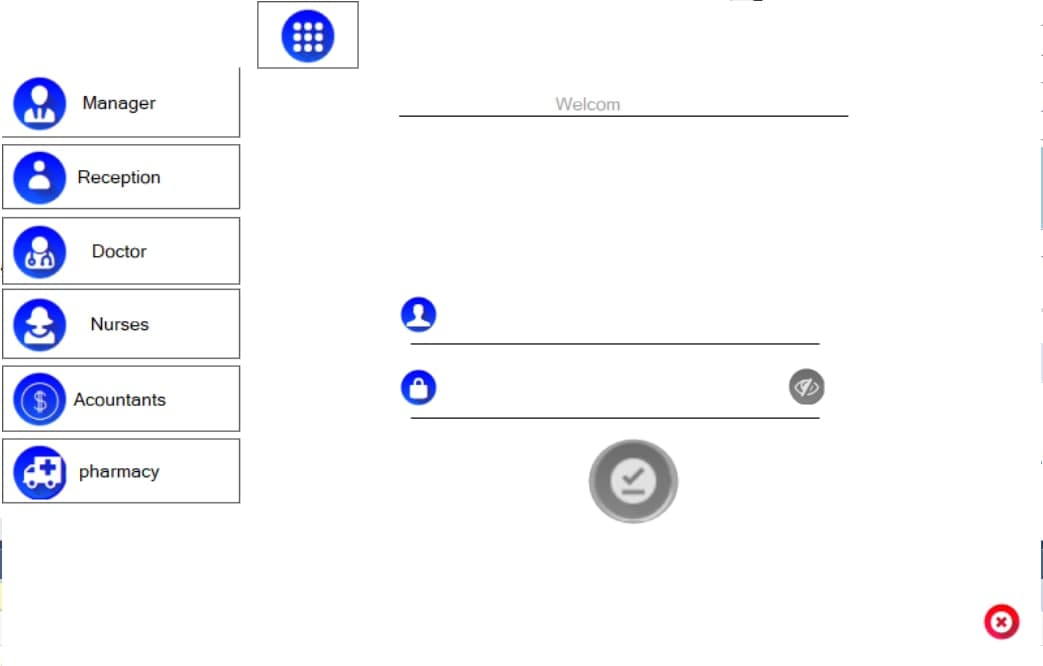 Manager
Welcom
Reception
Doctor
Nurses
Acountants
pharmacy